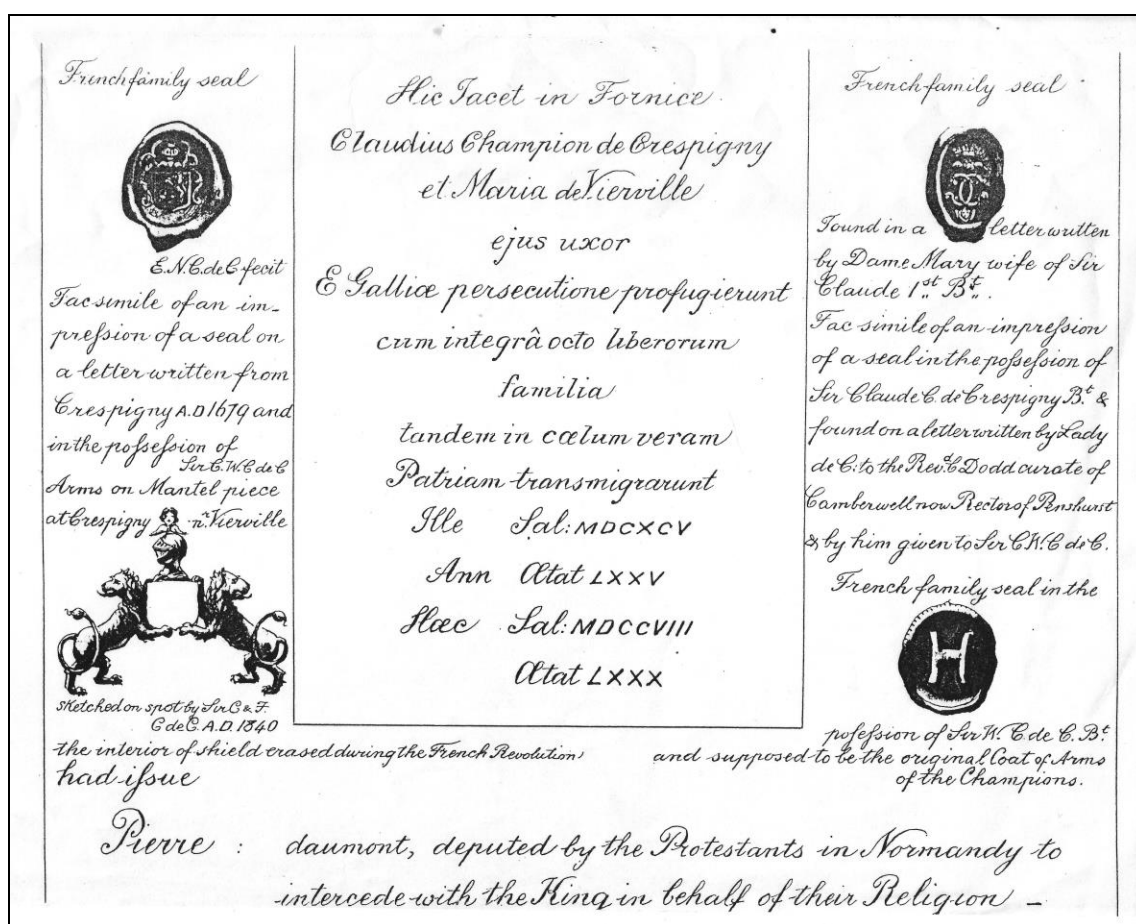 French family seal
E.N.C. de C fecit
Facsimile of an im-
pression of a seal on
a letter written from
Crespigny A.D 1679 and
in the possession of
Sir C. W. C de C
Arms on Mantel piece
at Crespigny nr. Vierville
Sketched on spot by Sir C & F.
C de C. A.D. 1840
the interior of shield erased during the French Revolution
had issue
Hic Jacet in Fornice
Claudius Champion de Crespigny
et Maria de Vierville
ejus uxor
E Galliæ persecutione profugierunt
cum integrâ octo liberorum
familia
tandem in cœlum veram
Patriam transmigrarunt
Ille Sal: MDCXCV
Ann Ætat LXXV
Hæc Sal: MDCCVIII
Ætat LXXX
French family seal
Found in a letter written
by Dame Mary wife of Sir
Claude 1st Bt.
Fac simile of an impression
of a seal in the possession of
Sir Claude C. de Crespigny Bt. &
found on a letter written by Lady
de C: to the Revd. C Dodd curate of
Camberwell now Rector of Penshurst
& by him given to Sir C. W. C de C.
French family seal in the
H
possession of Sir W. C de C. Bt.
and supposed to be the original Coat of Arms
of the Champions.
Pierre : daumont, deputed by the Protestants in Normandy to
intercede with the King in behalf of their Religion –